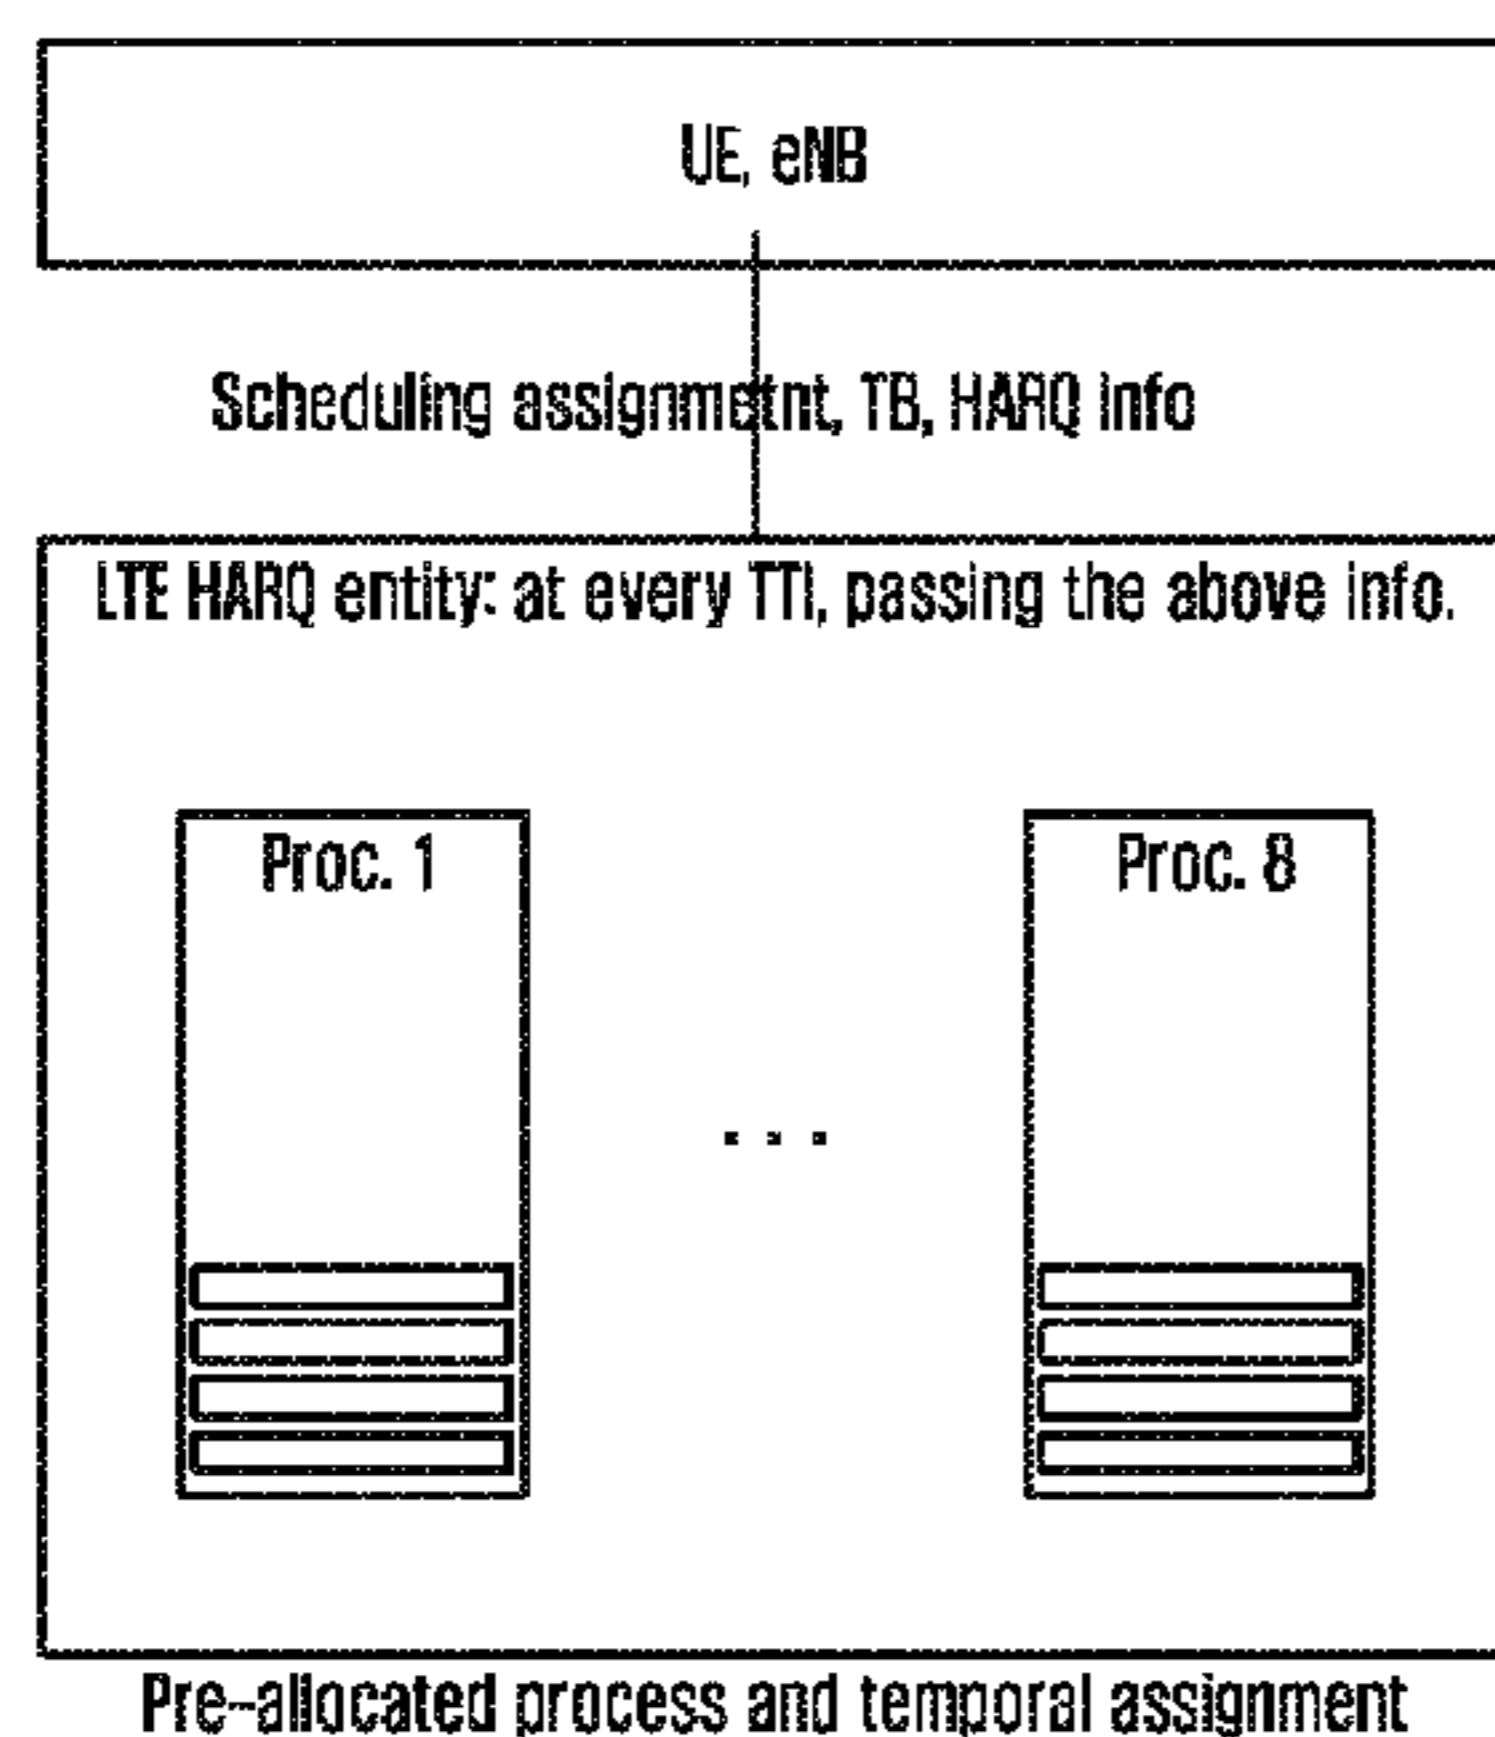 UE, eNB
Scheduling assignmetnt, TB, HARQ info
LTE HARQ entity: at every TTI, passing the above info.
Proc. 1
Proc. 8
...
Pre-allocated process and temporal assignment